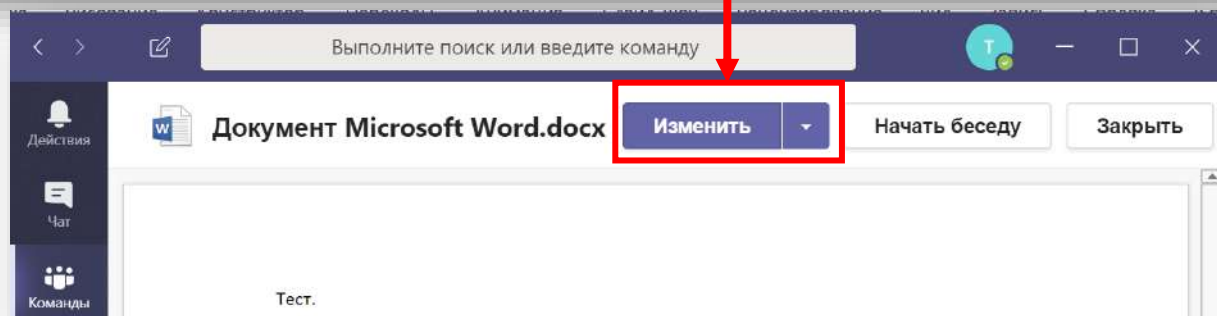 Выполните поиск или введите команду
T
Действия
W
Документ Microsoft Word.docx
Изменить
Начать беседу
Закрыть
Чат
Команды
Тест.